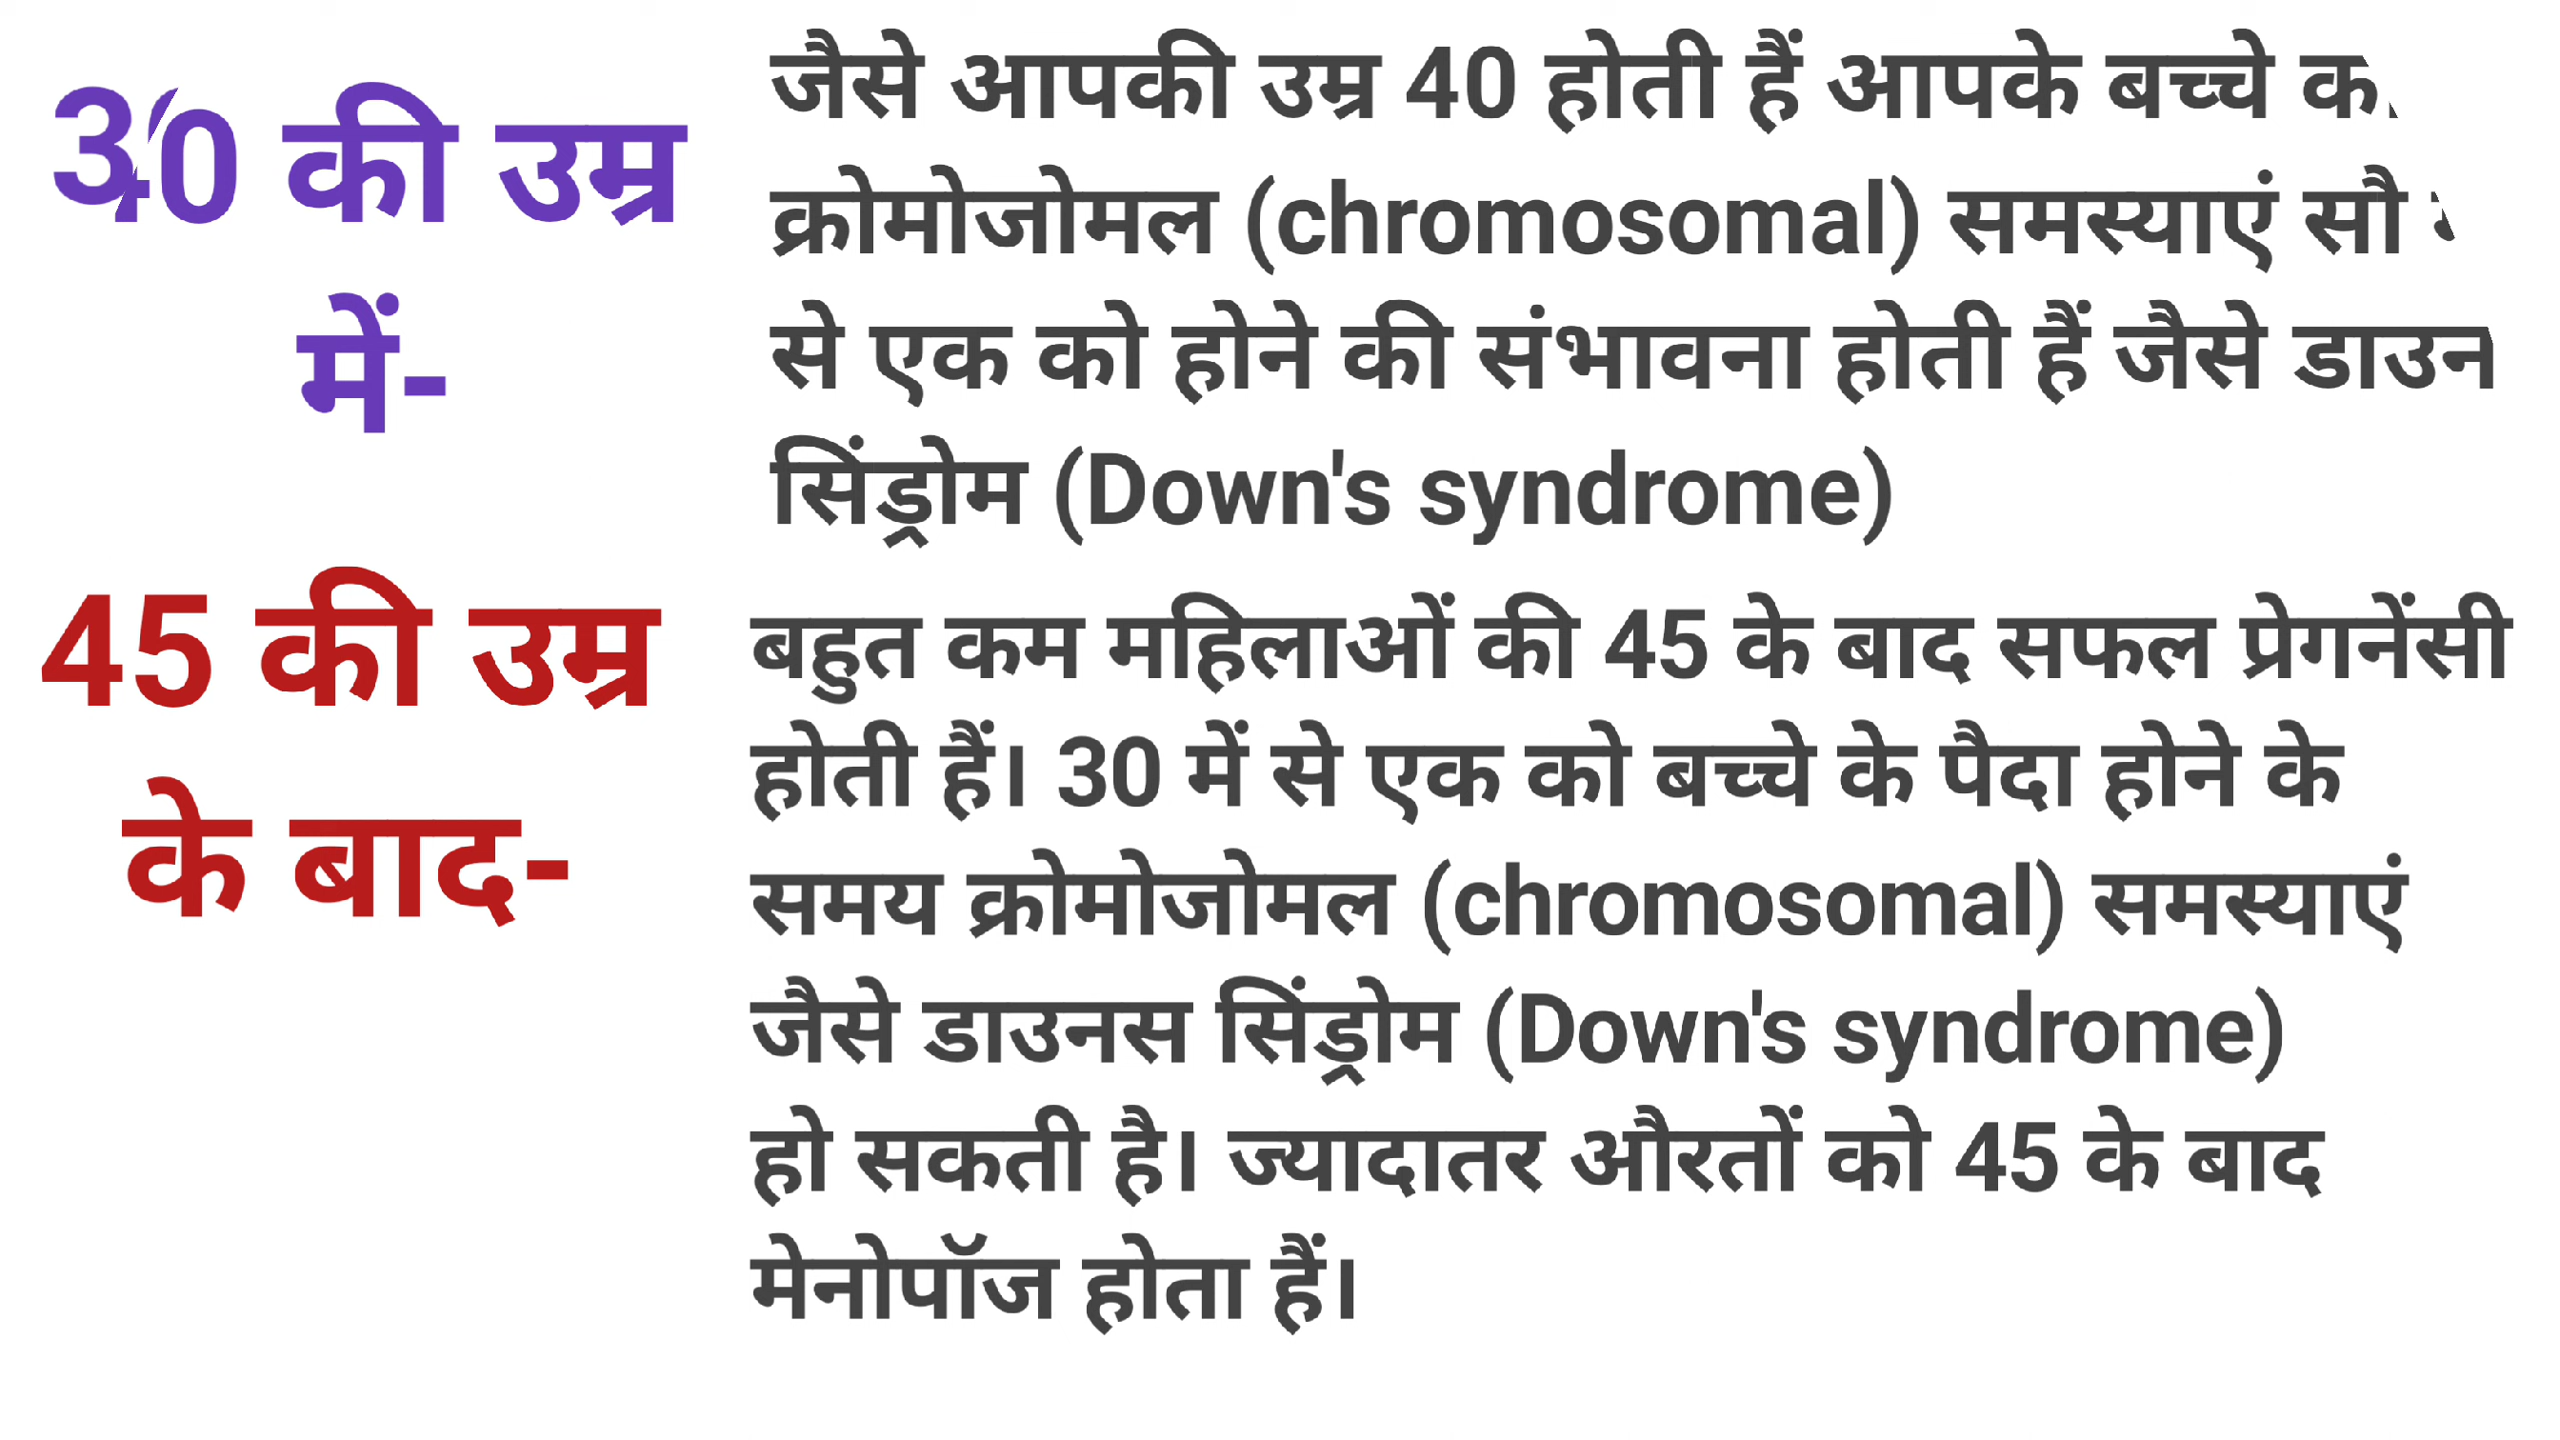 की उम्र
में-
जैसे आपकी उम्र 40 होती हैं आपके बच्चे
क्रोमोजोमल (chromosomal) समस्याएं सौ
से एक को होने की संभावना होती हैं जैसे डाउन
सिंड्रोम (Down's syndrome)
45 की उम्र
के बाद-
बहुत कम महिलाओं की 45 के बाद सफल प्रेगनेंसी
होती हैं। 30 में से एक को बच्चे के पैदा होने के
समय क्रोमोजोमल (chromosomal) समस्याएं
जैसे डाउनस सिंड्रोम (Down's syndrome)
हो सकती है। ज्यादातर औरतों को 45 के बाद
मेनोपॉज होता हैं।